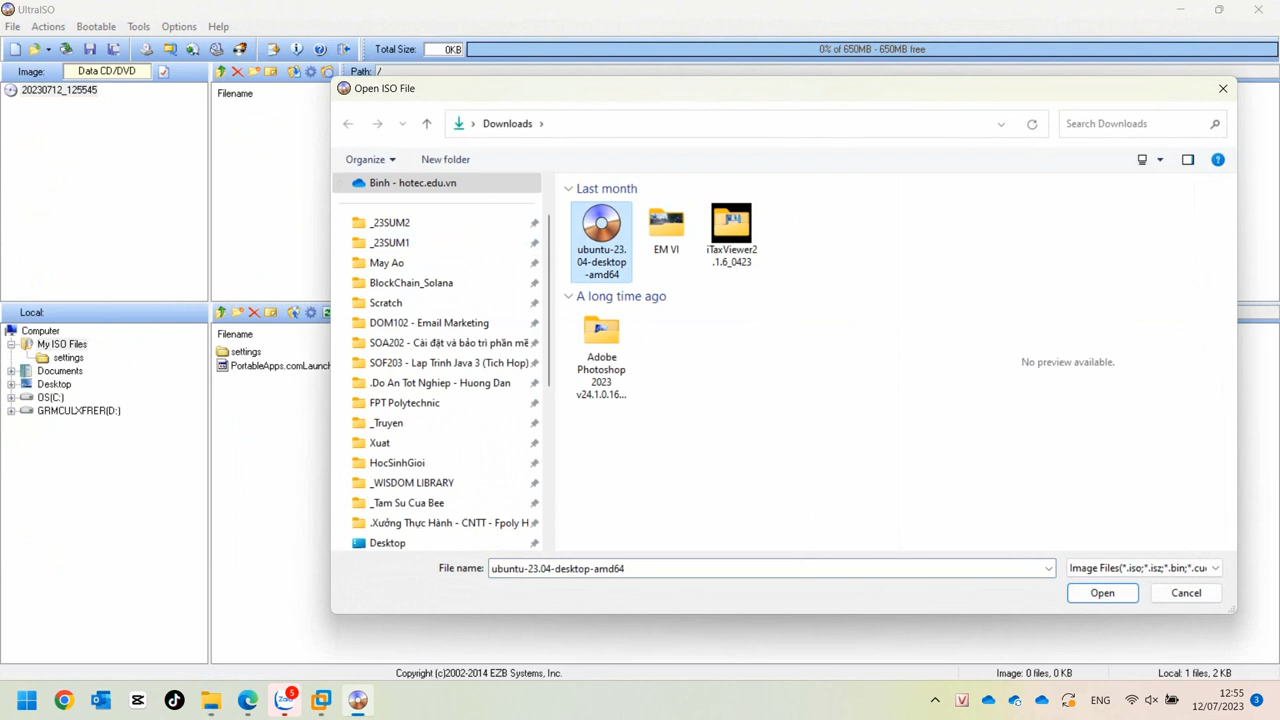 UltraISO
File Actions Bootable Tools Options Help
Total Size: 0KB 0% of 650MB - 650MB free
Image: Data CD/DVD Path: /
20230712_125545
Filename
Open ISO File
Downloads
Search Downloads
Organize New folder
Binh - hotec.edu.vn
_23SUM2
_23SUM1
May Ao
BlockChain_Solana
Scratch
DOM102 - Email Marketing
SOA202 - Cài đặt và bảo trì phần mề
SOF203 - Lap Trinh Java 3 (Tich Hop)
.Do An Tot Nghiep - Huong Dan
FPT Polytechnic
_Truyen
Xuat
HocSinhGioi
_WISDOM LIBRARY
_Tam Su Cua Bee
.Xưởng Thực Hành - CNTT - Fpoly H
Desktop
Last month
ubuntu-23.
04-desktop
-amd64
EM VI
iTaxViewer2
.1.6_0423
A long time ago
Adobe
Photoshop
2023
v24.1.0.16...
No preview available.
File name: ubuntu-23.04-desktop-amd64 Image Files(*.iso;*.isz;*.bin;*.cu
Open Cancel
Local:
Computer
My ISO Files
settings
Documents
Desktop
OS(C:)
GRMCULXFRER(D:)
Filename
settings
PortableApps.comLaunch
Copyright (c)2002-2014 EZB Systems, Inc. Image: 0 files, 0 KB Local: 1 files, 2 KB
Zalo
5
ENG
12:55
12/07/2023
3